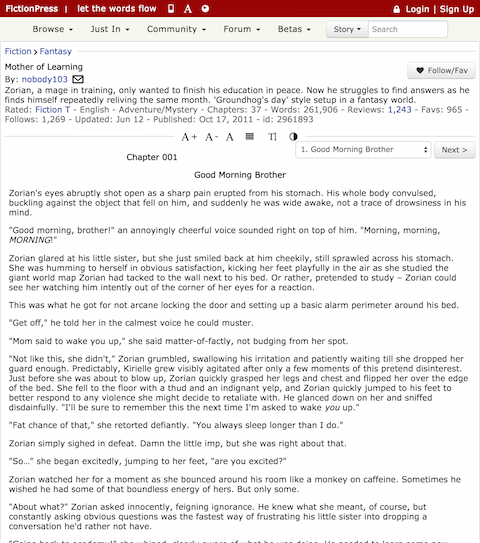 FictionPress | let the words flow
Login | Sign Up
Browse Just In Community Forum Betas Story Search
Fiction > Fantasy
Mother of Learning
Follow/Fav
By: nobody103
Zorian, a mage in training, only wanted to finish his education in peace. Now he struggles to find answers as he
finds himself repeatedly reliving the same month. 'Groundhog's day' style setup in a fantasy world.
Rated: Fiction T - English - Adventure/Mystery - Chapters: 37 - Words: 261,906 - Reviews: 1,243 - Favs: 965 -
Follows: 1,269 - Updated: Jun 12 - Published: Oct 17, 2011 - id: 2961893
A+ A- A
1. Good Morning Brother
Next >
Chapter 001
Good Morning Brother
Zorian's eyes abruptly shot open as a sharp pain erupted from his stomach. His whole body convulsed,
buckling against the object that fell on him, and suddenly he was wide awake, not a trace of drowsiness in his
mind.
"Good morning, brother!" an annoyingly cheerful voice sounded right on top of him. "Morning, morning,
MORNING!"
Zorian glared at his little sister, but she just smiled back at him cheekily, still sprawled across his stomach.
She was humming to herself in obvious satisfaction, kicking her feet playfully in the air as she studied the
giant world map Zorian had tacked to the wall next to his bed. Or rather, pretended to study – Zorian could
see her watching him intently out of the corner of her eyes for a reaction.
This was what he got for not arcane locking the door and setting up a basic alarm perimeter around his bed.
"Get off," he told her in the calmest voice he could muster.
"Mom said to wake you up," she said matter-of-factly, not budging from her spot.
"Not like this, she didn't," Zorian grumbled, swallowing his irritation and patiently waiting till she dropped her
guard enough. Predictably, Kirielle grew visibly agitated after only a few moments of this pretend disinterest.
Just before she was about to blow up, Zorian quickly grasped her legs and chest and flipped her over the edge
of the bed. She fell to the floor with a thud and an indignant yelp, and Zorian quickly jumped to his feet to
better respond to any violence she might decide to retaliate with. He glanced down on her and sniffed
disdainfully. "I'll be sure to remember this the next time I'm asked to wake you up."
"Fat chance of that," she retorted defiantly. "You always sleep longer than I do."
Zorian simply sighed in defeat. Damn the little imp, but she was right about that.
"So…" she began excitedly, jumping to her feet, "are you excited?"
Zorian watched her for a moment as she bounced around his room like a monkey on caffeine. Sometimes he
wished he had some of that boundless energy of hers. But only some.
"About what?" Zorian asked innocently, feigning ignorance. He knew what she meant, of course, but
constantly asking obvious questions was the fastest way of frustrating his little sister into dropping a
conversation he'd rather not have.